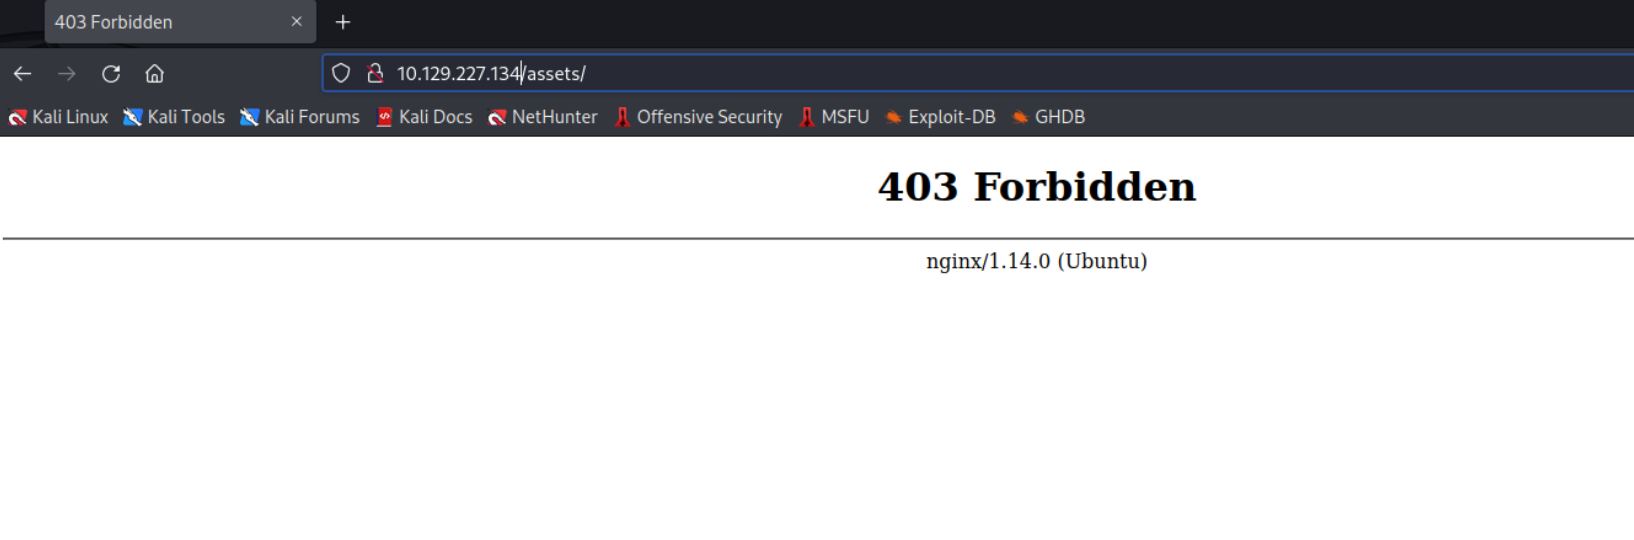 403 Forbidden
10.129.227.134/assets/
Kali Linux Kali Tools Kali Forums Kali Docs NetHunter Offensive Security MSFU Exploit-DB GHDB
403 Forbidden
nginx/1.14.0 (Ubuntu)